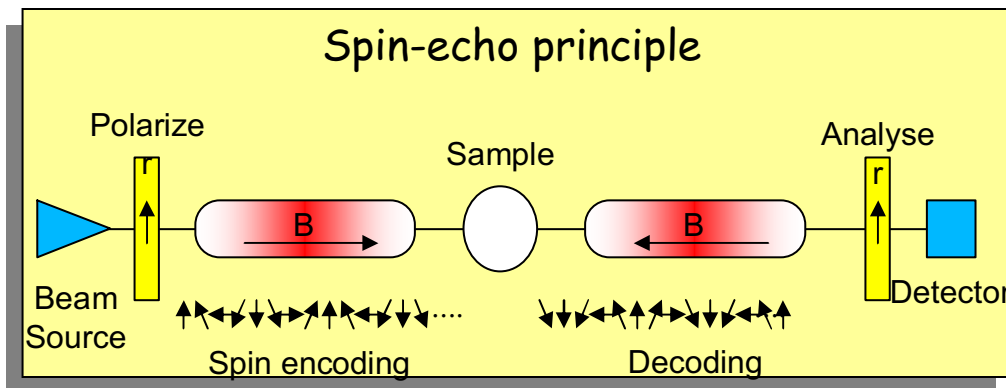 Spin-echo principle
Polarize
r
Sample
Analyse
r
B
B
Beam
Source
Detector
....
Spin encoding
Decoding